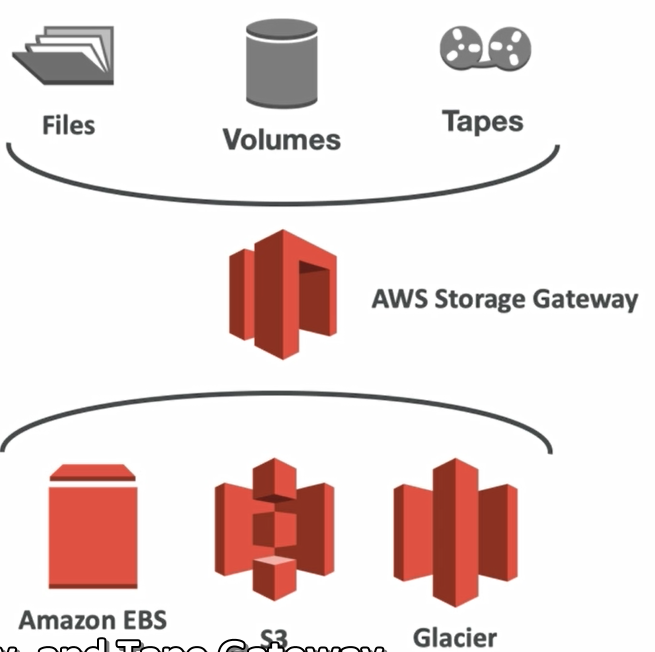 Files
Volumes
Tapes
AWS Storage Gateway
Amazon EBS
S3
Glacier
and Tape Gateway